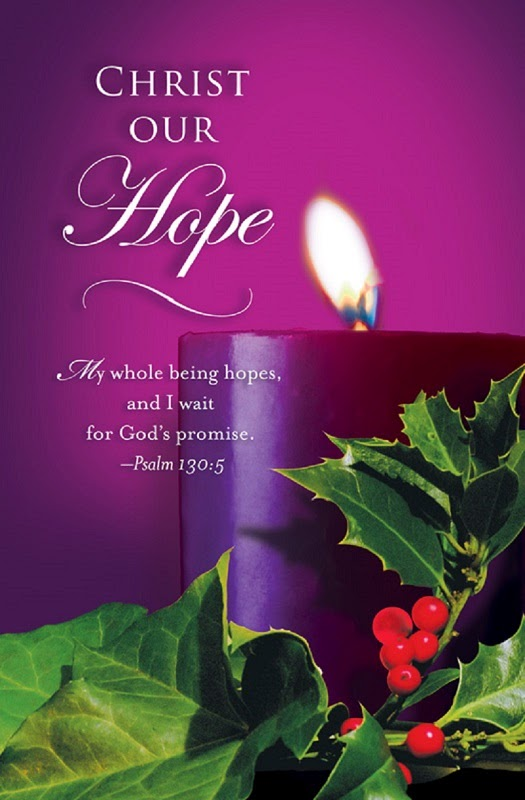 CHRIST
OUR
Hope
My whole being hopes,
and I wait
for God's promise.
—Psalm 130:5